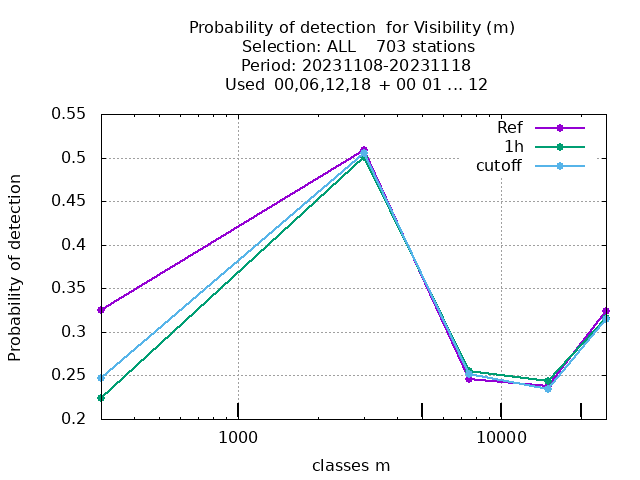 Probability of detection  for Visibility (m)
Selection: ALL    703 stations
Period: 20231108-20231118
Used  00,06,12,18  + 00 01 ... 12
Ref
1h
cutoff
Probability of detection
0.55
0.5
0.45
0.4
0.35
0.3
0.25
0.2
1000
10000
classes m